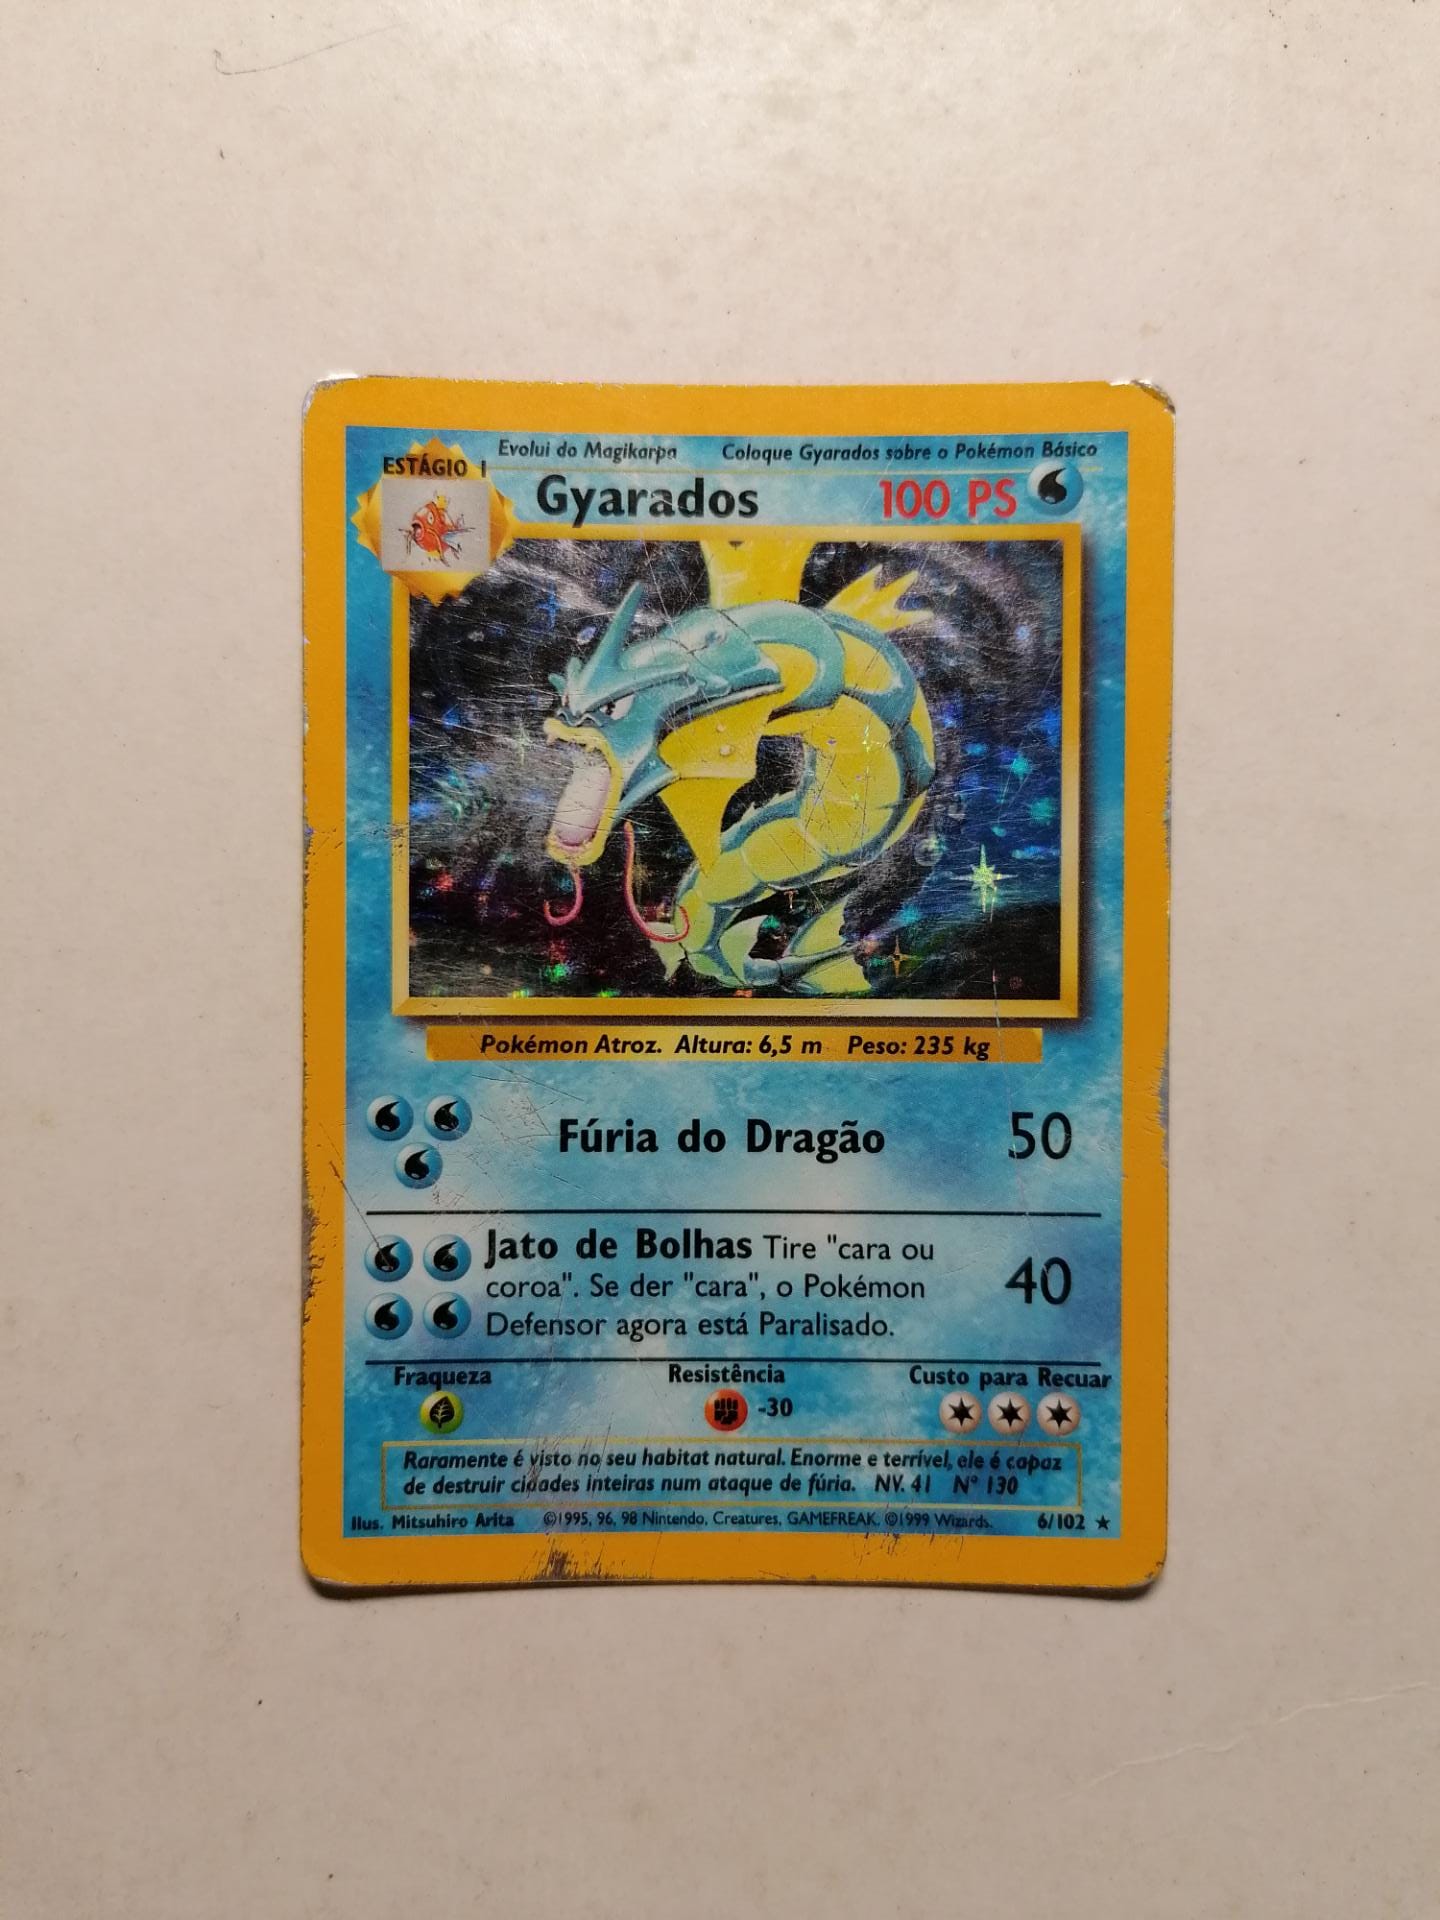 Evolui do Magikarpa Coloque Gyarados sobre o Pokémon Básico
ESTÁGIO 1
Gyarados 100 PS
Pokémon Atroz. Altura: 6,5 m Peso: 235 kg
Fúria do Dragão 50
Jato de Bolhas Tire "cara ou
coroa". Se der "cara", o Pokémon
Defensor agora está Paralisado.
40
Fraqueza Resistência Custo para Recuar
-30
Raramente é visto no seu habitat natural. Enorme e terrível, ele é capaz
de destruir cidades inteiras num ataque de fúria. NV. 41 Nº 130
Ilus. Mitsuhiro Arita ©1995, 96, 98 Nintendo, Creatures, GAMEFREAK. ©1999 Wizards. 6/102 ★